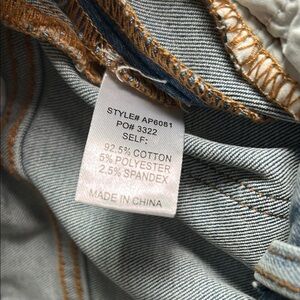 STYLE# AP6081
PO# 3322
SELF:
92.5% COTTON
5% POLYESTER
2.5% SPANDEX
MADE IN CHINA